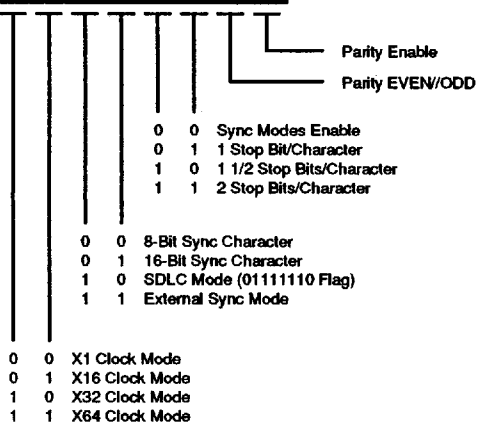 Parity Enable
Parity EVEN//ODD
0 0 Sync Modes Enable
0 1 1 Stop Bit/Character
1 0 1 1/2 Stop Bits/Character
1 1 2 Stop Bits/Character
0 0 8-Bit Sync Character
0 1 16-Bit Sync Character
1 0 SDLC Mode (01111110 Flag)
1 1 External Sync Mode
0 0 X1 Clock Mode
0 1 X16 Clock Mode
1 0 X32 Clock Mode
1 1 X64 Clock Mode